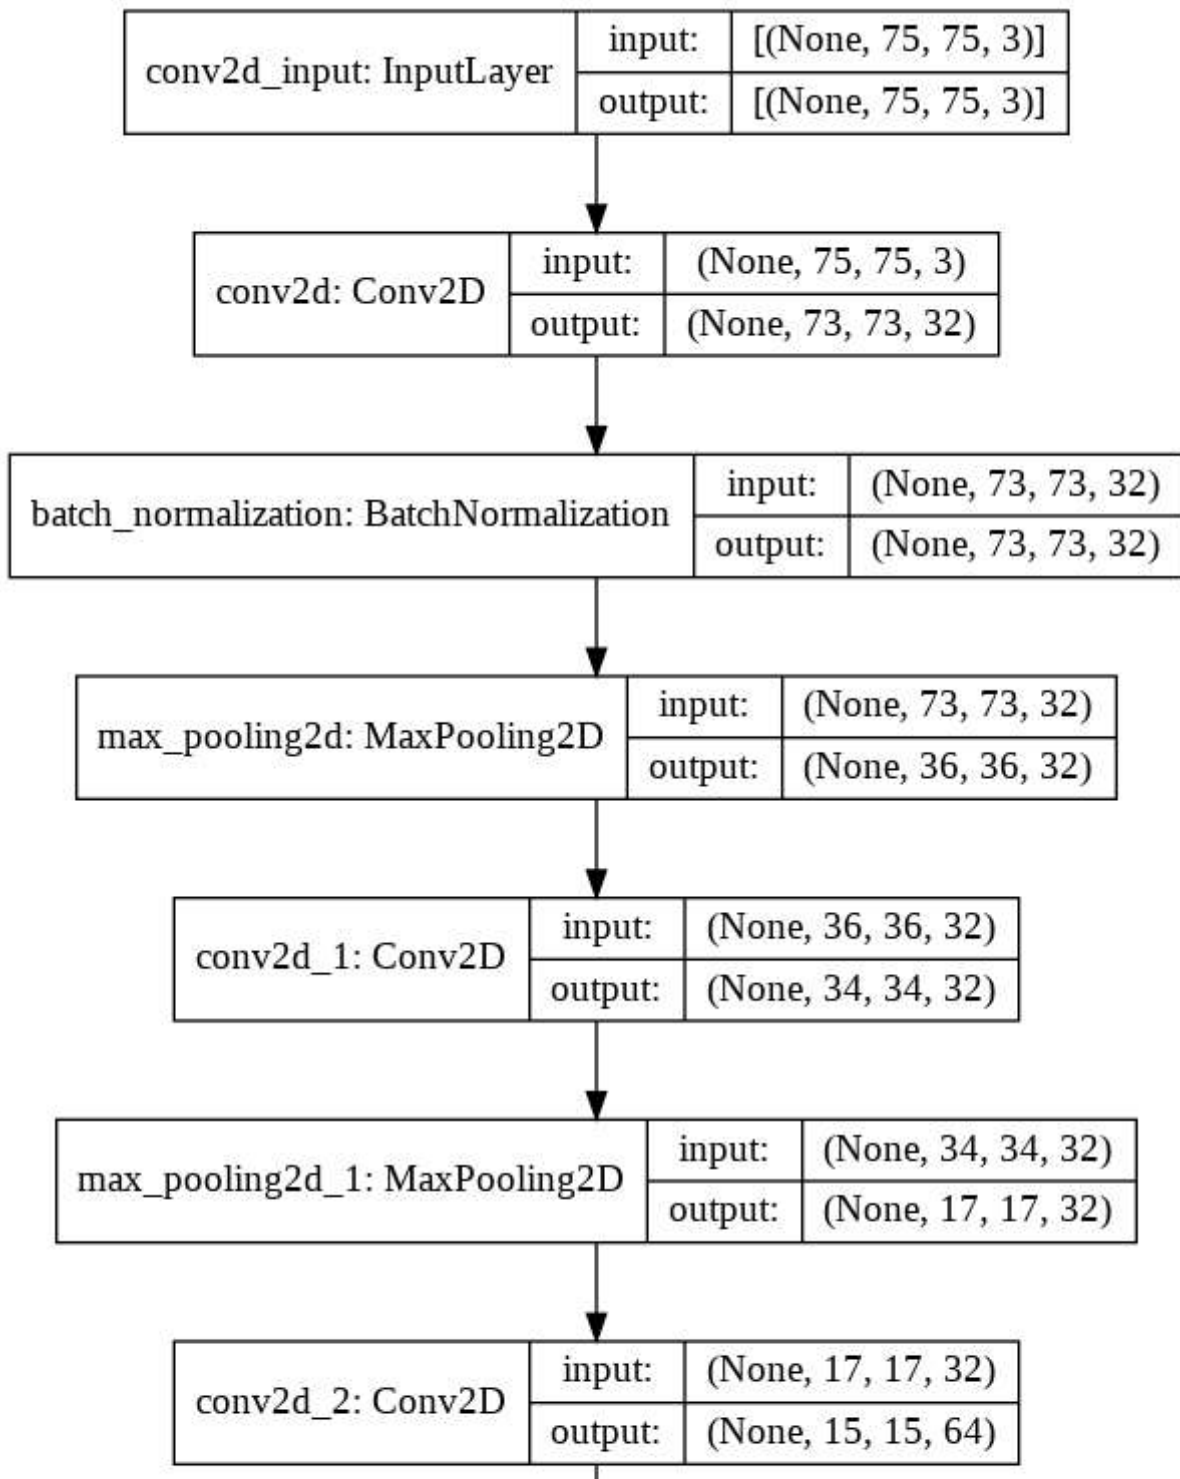 conv2d_input: InputLayer
input: [(None, 75, 75, 3)]
output: [(None, 75, 75, 3)]
conv2d: Conv2D
input: (None, 75, 75, 3)
output: (None, 73, 73, 32)
batch_normalization: BatchNormalization
input: (None, 73, 73, 32)
output: (None, 73, 73, 32)
max_pooling2d: MaxPooling2D
input: (None, 73, 73, 32)
output: (None, 36, 36, 32)
conv2d_1: Conv2D
input: (None, 36, 36, 32)
output: (None, 34, 34, 32)
max_pooling2d_1: MaxPooling2D
input: (None, 34, 34, 32)
output: (None, 17, 17, 32)
conv2d_2: Conv2D
input: (None, 17, 17, 32)
output: (None, 15, 15, 64)